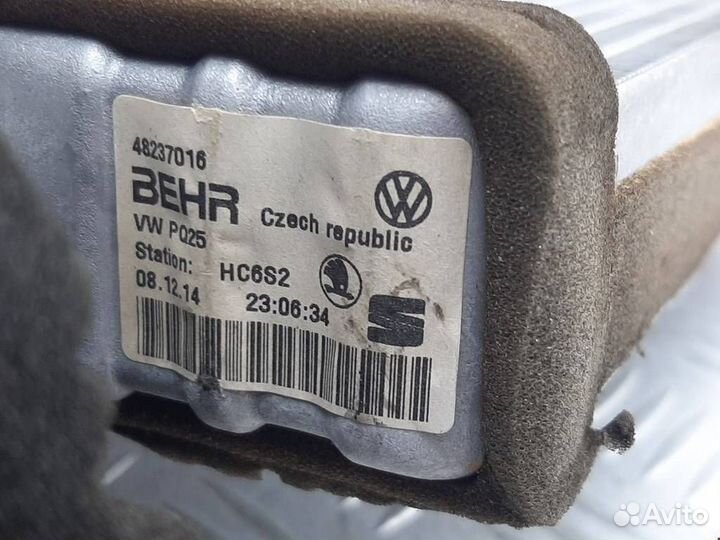 48237016
BEHR Czech republic
VW PQ25
Station: HC6S2
08.12.14 23:06:34
Avito